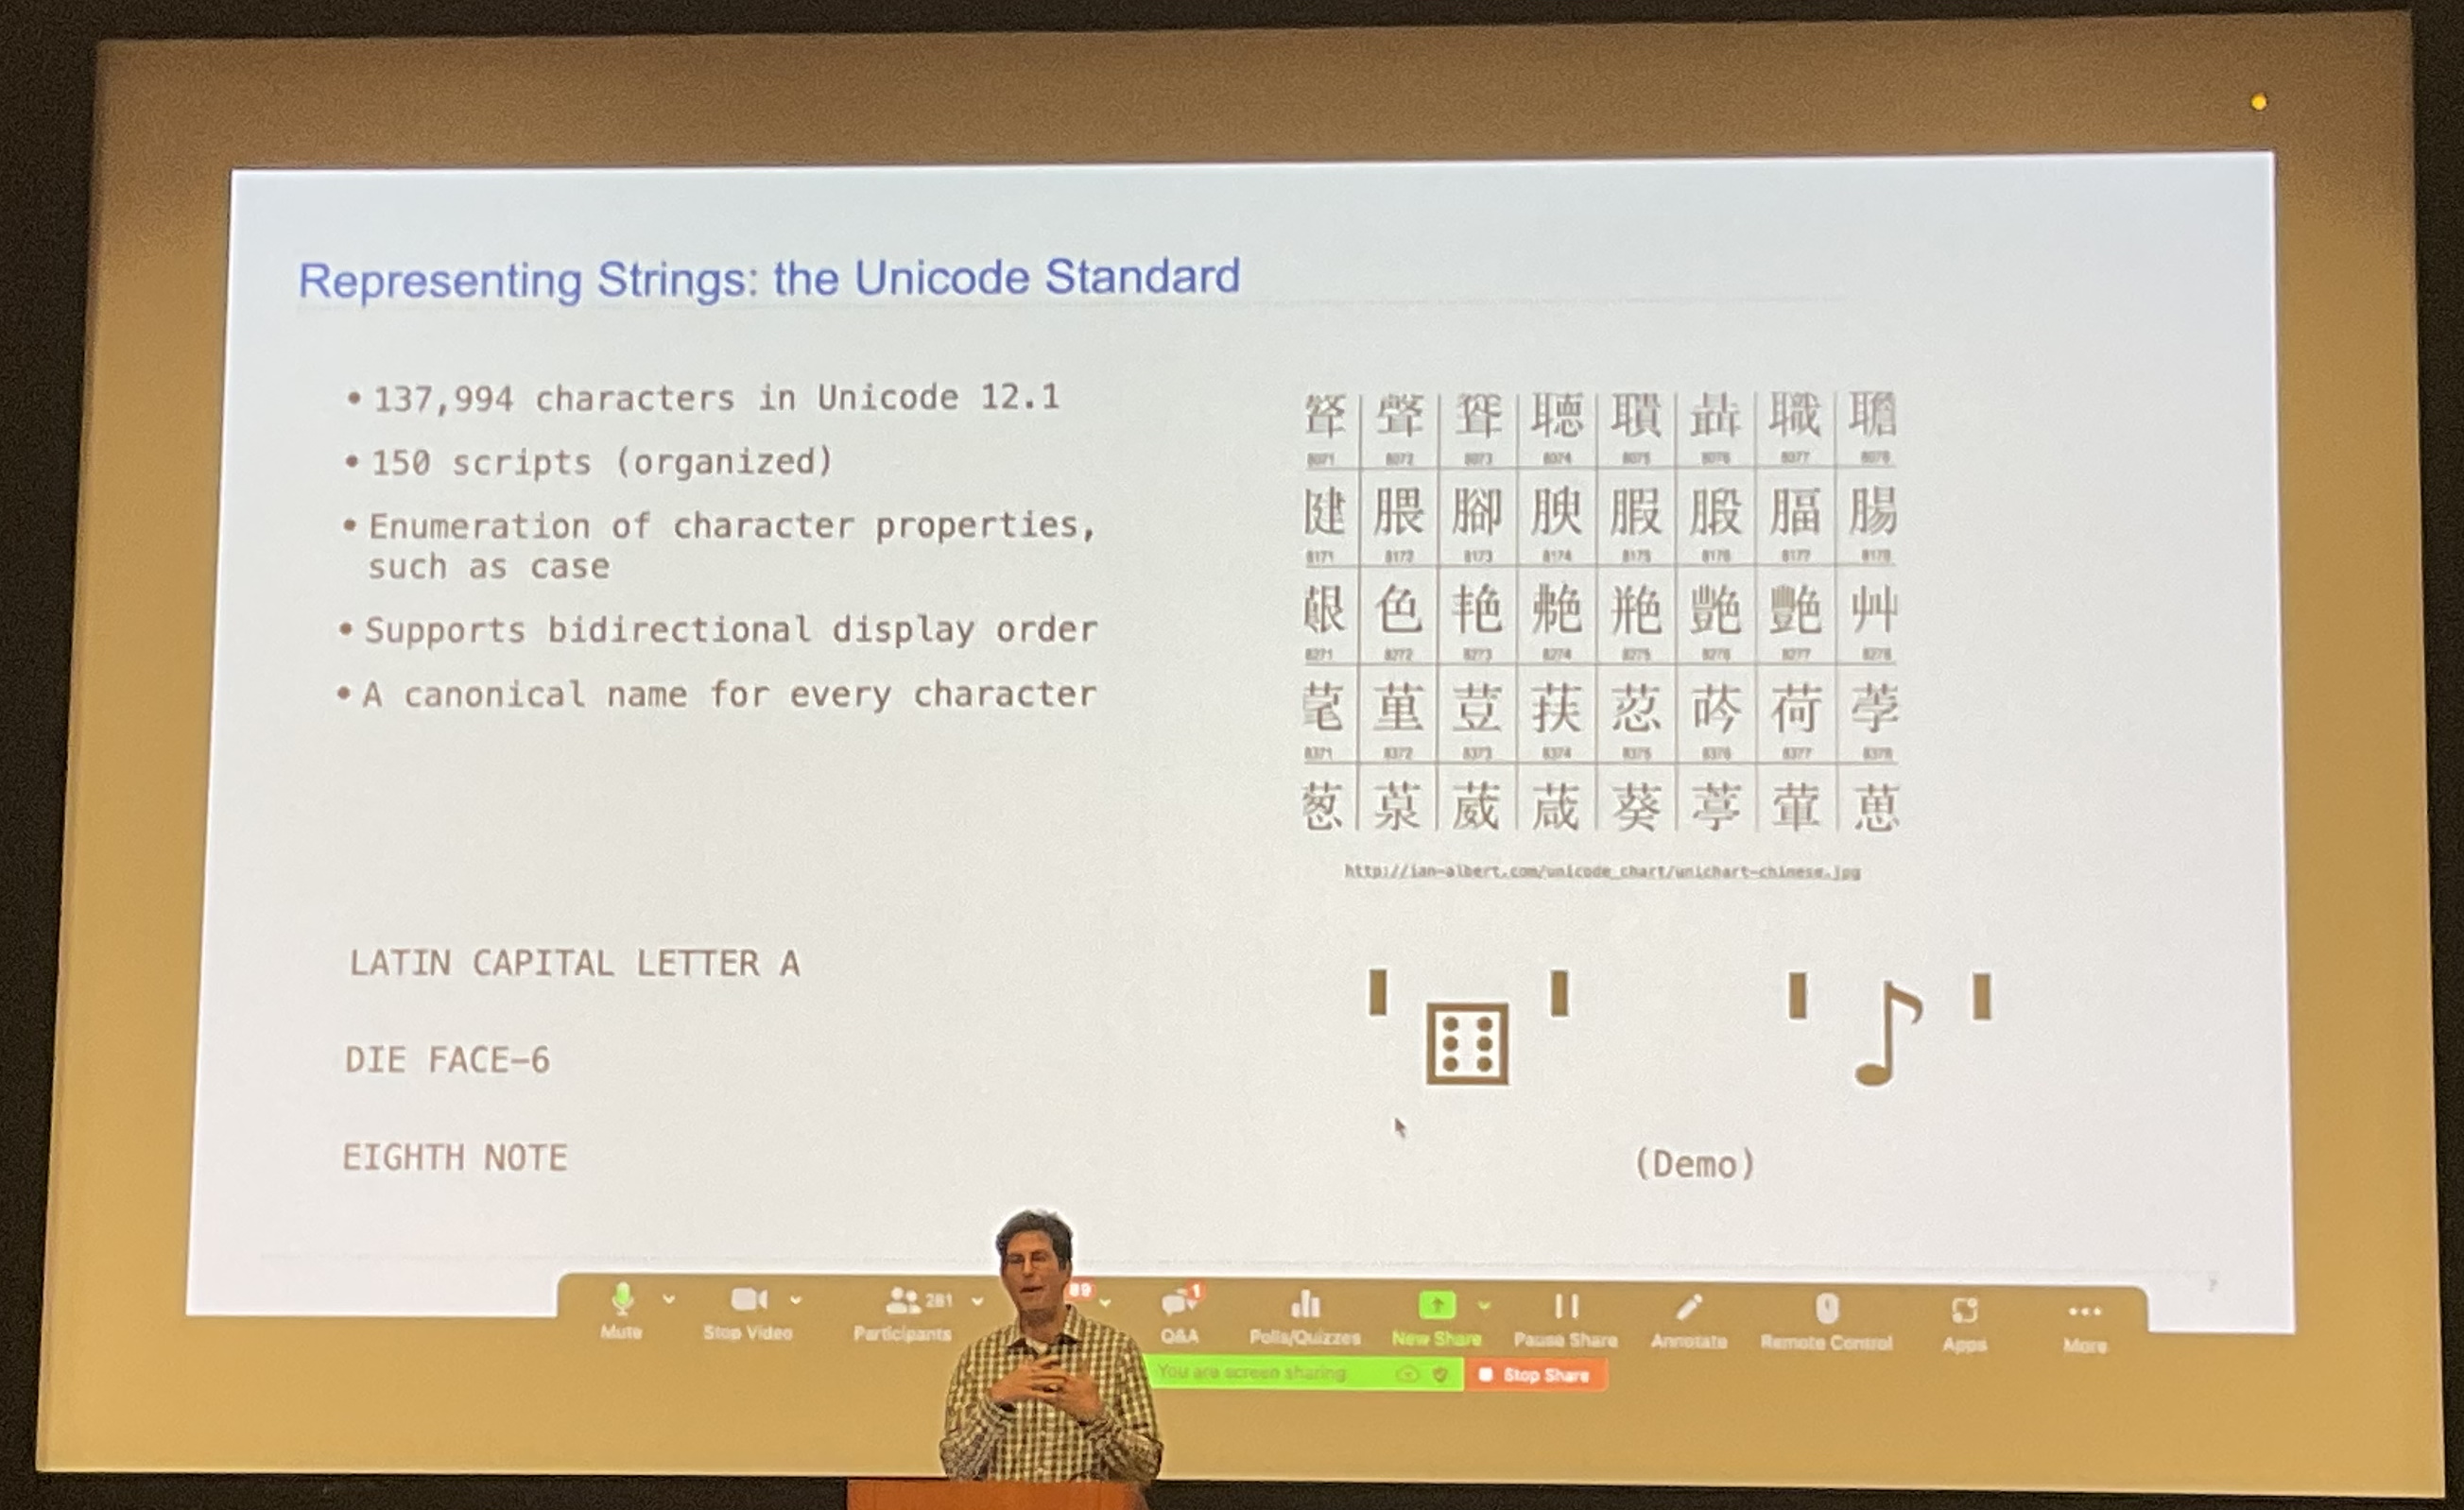 Representing Strings: the Unicode Standard
• 137,994 characters in Unicode 12.1
• 150 scripts (organized)
• Enumeration of character properties,
such as case
• Supports bidirectional display order
• A canonical name for every character
聟 聲 聳 聴 聵 聶 職 聸
8071 8072 8073 8074 8075 8076 8077 8078
腱 腲 腳 腴 腵 腶 腷 腸
8171 8172 8173 8174 8175 8176 8177 8178
艱 色 艳 艴 艵 艶 艷 艸
8271 8272 8273 8274 8275 8276 8277 8278
荱 荲 荳 荴 荵 荶 荷 荸
8371 8372 8373 8374 8375 8376 8377 8378
葱 葲 葳 葴 葵 葶 葷 葸
http://ian-albert.com/unicode_chart/unichart-chinese.jpg
LATIN CAPITAL LETTER A
DIE FACE-6
EIGHTH NOTE
' ⚅ ' ' ♪ '
(Demo)
281 89 1
Mute Stop Video Participants Q&A Polls/Quizzes New Share Pause Share Annotate Remote Control Apps More
You are screen sharing Stop Share